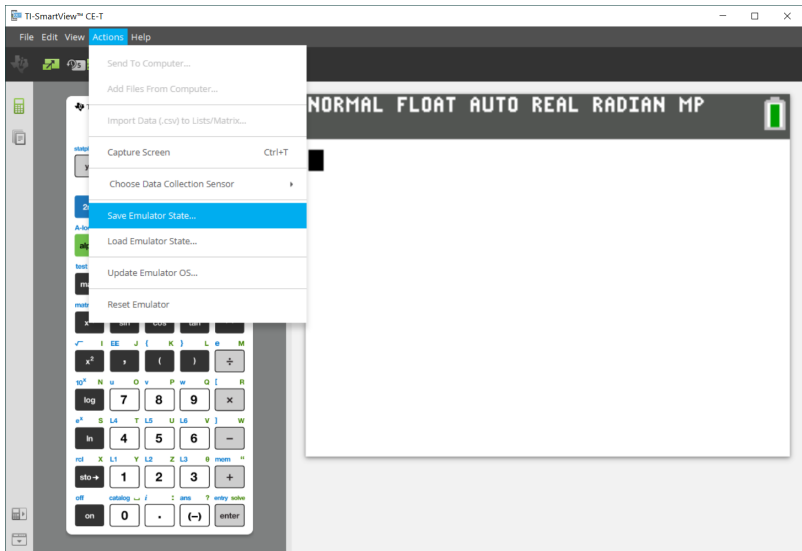 TI-SmartView™ CE-T
File Edit View Actions Help
Send To Computer...
Add Files From Computer...
Import Data (.csv) to Lists/Matrix...
Capture Screen Ctrl+T
Choose Data Collection Sensor
Save Emulator State...
Load Emulator State...
Update Emulator OS...
Reset Emulator
NORMAL FLOAT AUTO REAL RADIAN MP
√ I EE J { K } L e M
x² , ( ) ÷
10ˣ N u O v P w Q [ R
log 7 8 9 ×
eˣ S L4 T L5 U L6 V ] W
ln 4 5 6 −
rcl X L1 Y L2 Z L3 θ mem "
sto→ 1 2 3 +
off catalog i : ans ? entry solve
on 0 . (−) enter